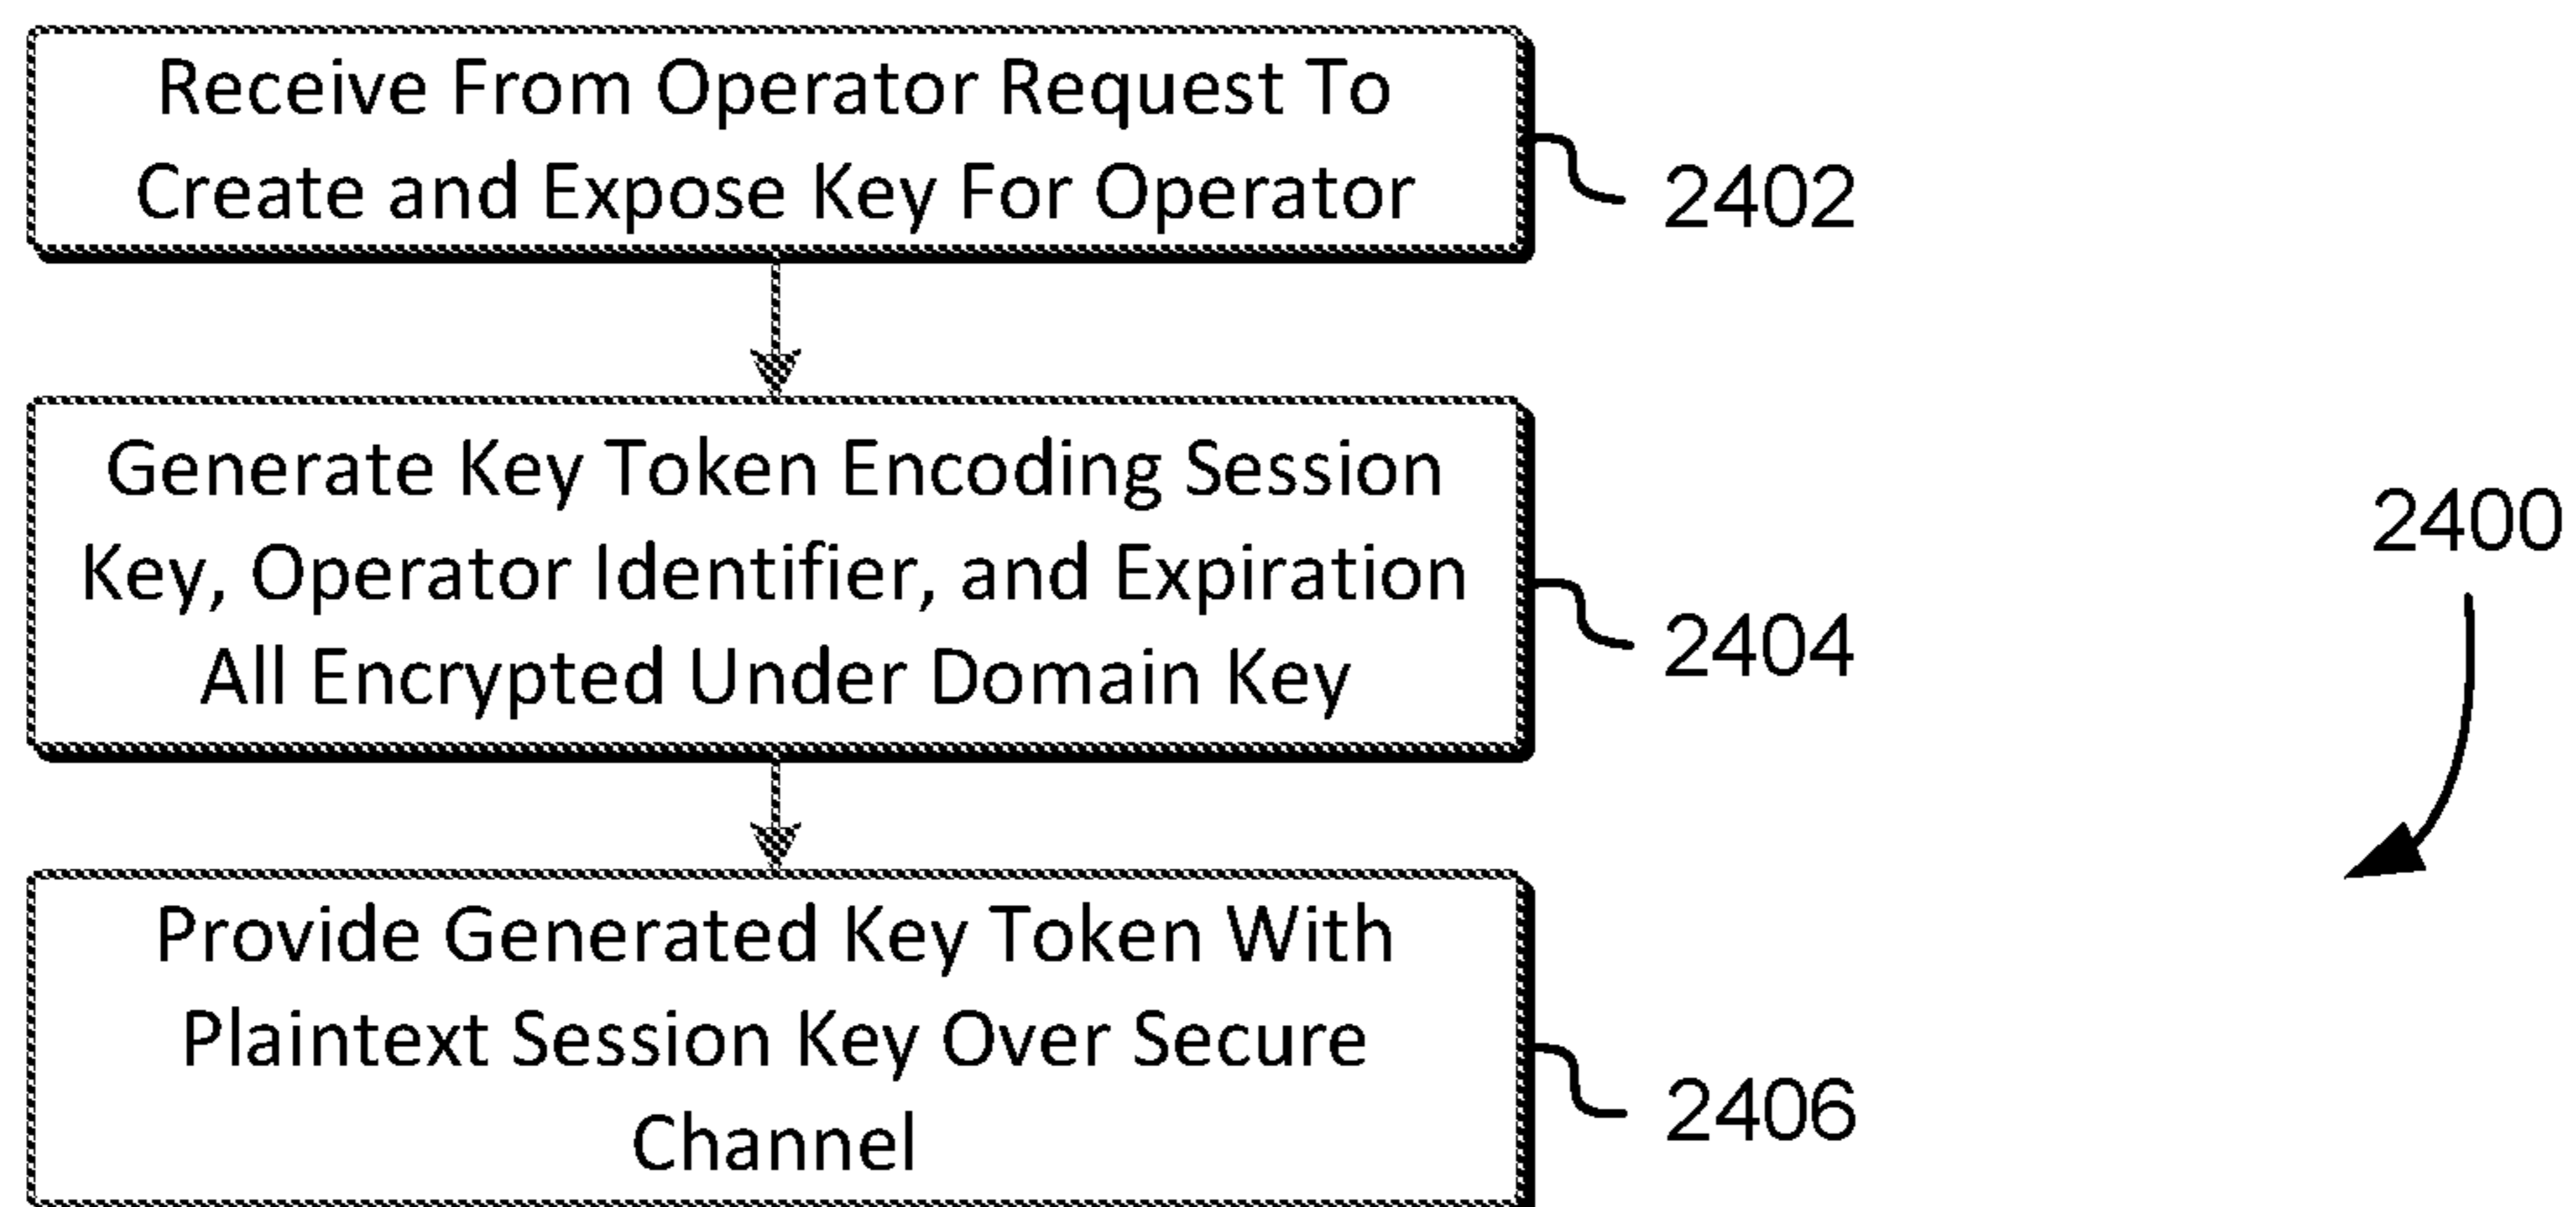 Receive From Operator Request To
Create and Expose Key For Operator
2402
Generate Key Token Encoding Session
Key, Operator Identifier, and Expiration
All Encrypted Under Domain Key
2404
2400
Provide Generated Key Token With
Plaintext Session Key Over Secure
Channel
2406